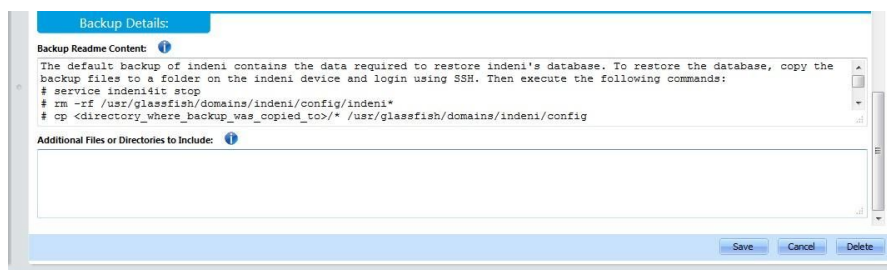 Backup Details:
Backup Readme Content:
The default backup of indeni contains the data required to restore indeni's database. To restore the database, copy the
backup files to a folder on the indeni device and login using SSH. Then execute the following commands:
# service indeni4it stop
# rm -rf /usr/glassfish/domains/indeni/config/indeni*
# cp <directory_where_backup_was_copied_to>/* /usr/glassfish/domains/indeni/config
Additional Files or Directories to Include:
Save Cancel Delete